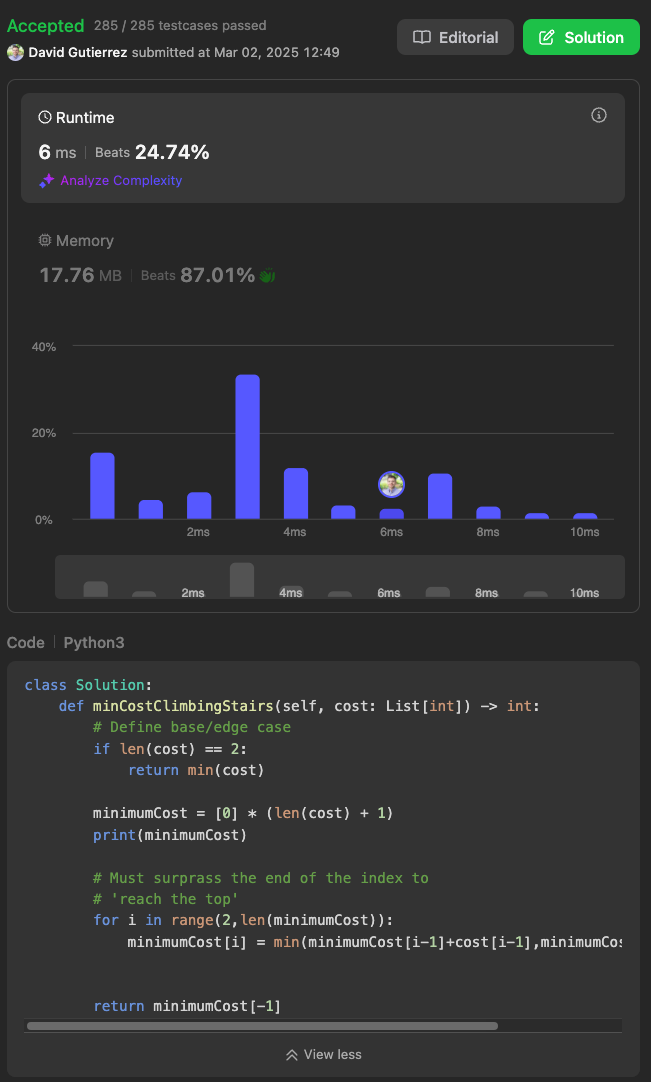 Accepted 285 / 285 testcases passed
David Gutierrez submitted at Mar 02, 2025 12:49
Editorial
Solution
Runtime
6 ms Beats 24.74%
Analyze Complexity
Memory
17.76 MB Beats 87.01%
40%
20%
0%
2ms 4ms 6ms 8ms 10ms
2ms 4ms 6ms 8ms 10ms
Code Python3
class Solution:
    def minCostClimbingStairs(self, cost: List[int]) -> int:
        # Define base/edge case
        if len(cost) == 2:
            return min(cost)
        minimumCost = [0] * (len(cost) + 1)
        print(minimumCost)
        # Must surprass the end of the index to
        # 'reach the top'
        for i in range(2,len(minimumCost)):
            minimumCost[i] = min(minimumCost[i-1]+cost[i-1],minimumCos
        return minimumCost[-1]
View less